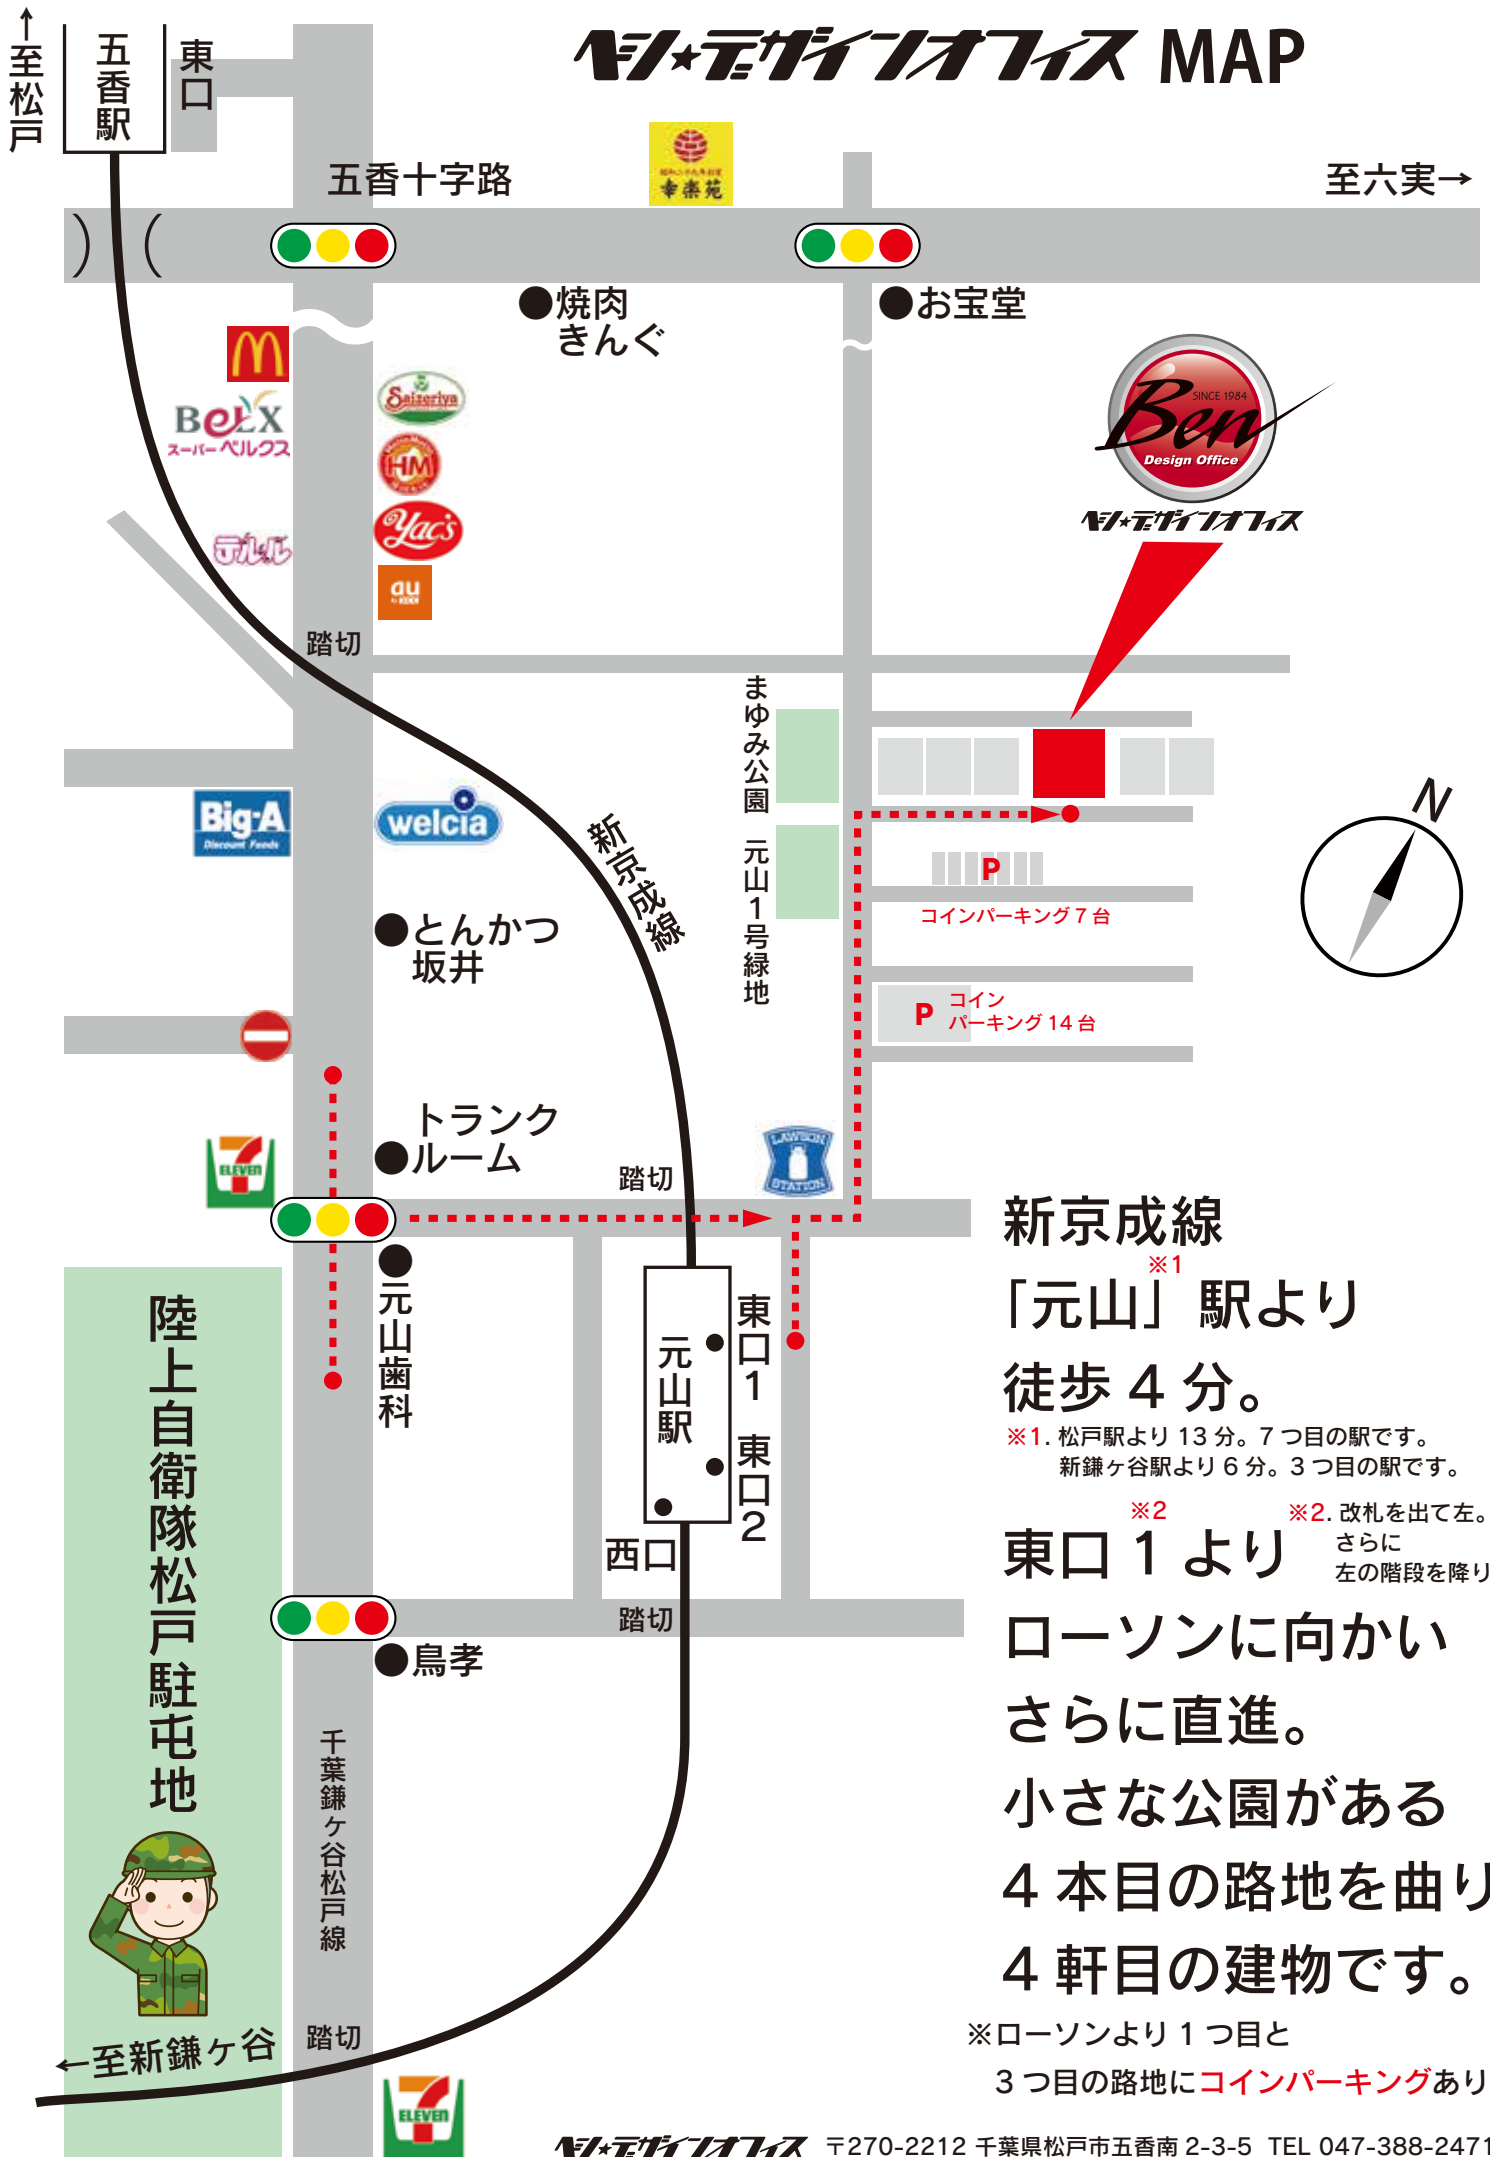 ベン★デザインオフィス MAP
↑至松戸
五香駅
東口
五香十字路
幸楽苑
至六実→
●焼肉
きんぐ
●お宝堂
BeLX
スーパーベルクス
Saizeriya
HM
Yac's
テルル
au
by KDDI
SINCE 1984
Ben
Design Office
ベン★デザインオフィス
踏切
まゆみ公園
元山1号緑地
Big-A
Discount Foods
welcia
新京成線
N
P
コインパーキング7台
●とんかつ
坂井
P
コイン
パーキング14台
トランク
●ルーム
7
ELEVEN
踏切
LAWSON
STATION
●元山歯科
元山駅
東口1
東口2
西口
踏切
陸上自衛隊松戸駐屯地
●鳥孝
千葉鎌ヶ谷松戸線
踏切
←至新鎌ヶ谷
7
ELEVEN
新京成線
「元山」※1駅より
徒歩4分。
※1. 松戸駅より13分。7つ目の駅です。
新鎌ヶ谷駅より6分。3つ目の駅です。
東口1※2より
※2. 改札を出て左。
さらに
左の階段を降り
ローソンに向かい
さらに直進。
小さな公園がある
4本目の路地を曲り
4軒目の建物です。
※ローソンより1つ目と
3つ目の路地にコインパーキングあり
ベン★デザインオフィス 〒270-2212 千葉県松戸市五香南2-3-5 TEL 047-388-2471